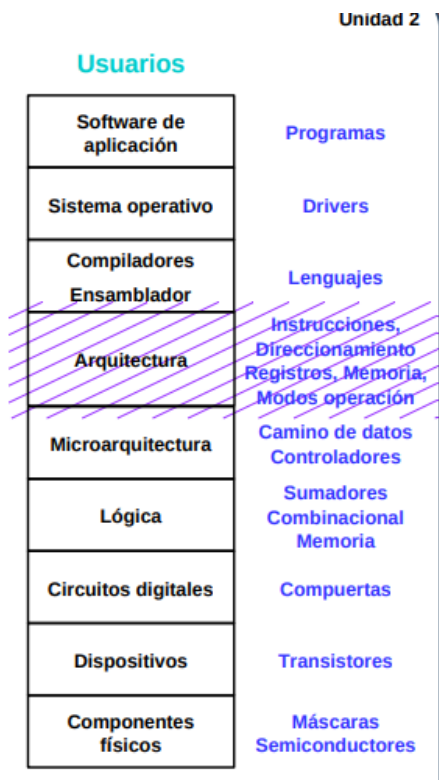 Unidad 2
Usuarios
Software de
aplicación
Programas
Sistema operativo
Drivers
Compiladores
Ensamblador
Lenguajes
Arquitectura
Instrucciones,
Direccionamiento
Registros, Memoria,
Modos operación
Microarquitectura
Camino de datos
Controladores
Lógica
Sumadores
Combinacional
Memoria
Circuitos digitales
Compuertas
Dispositivos
Transistores
Componentes
físicos
Máscaras
Semiconductores